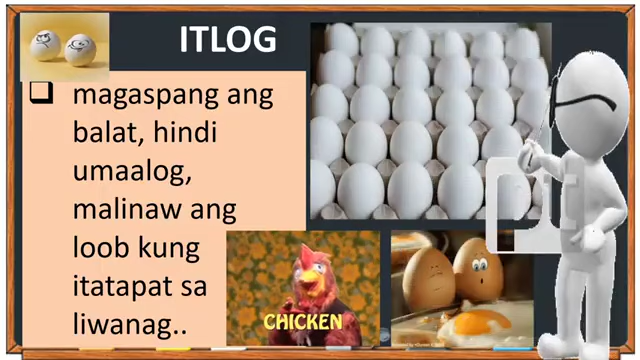 ITLOG
magaspang ang
balat, hindi
umaalog,
malinaw ang
loob kung
itatapat sa
liwanag..
CHICKEN